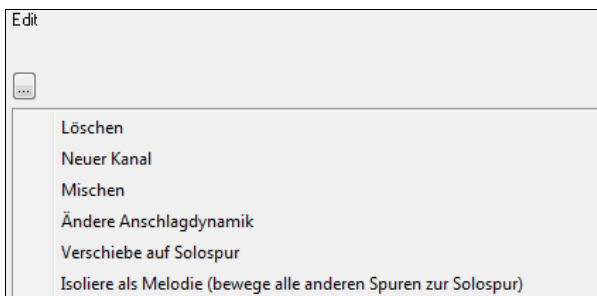 Edit
...
Löschen
Neuer Kanal
Mischen
Ändere Anschlagdynamik
Verschiebe auf Solospur
Isoliere als Melodie (bewege alle anderen Spuren zur Solospur)